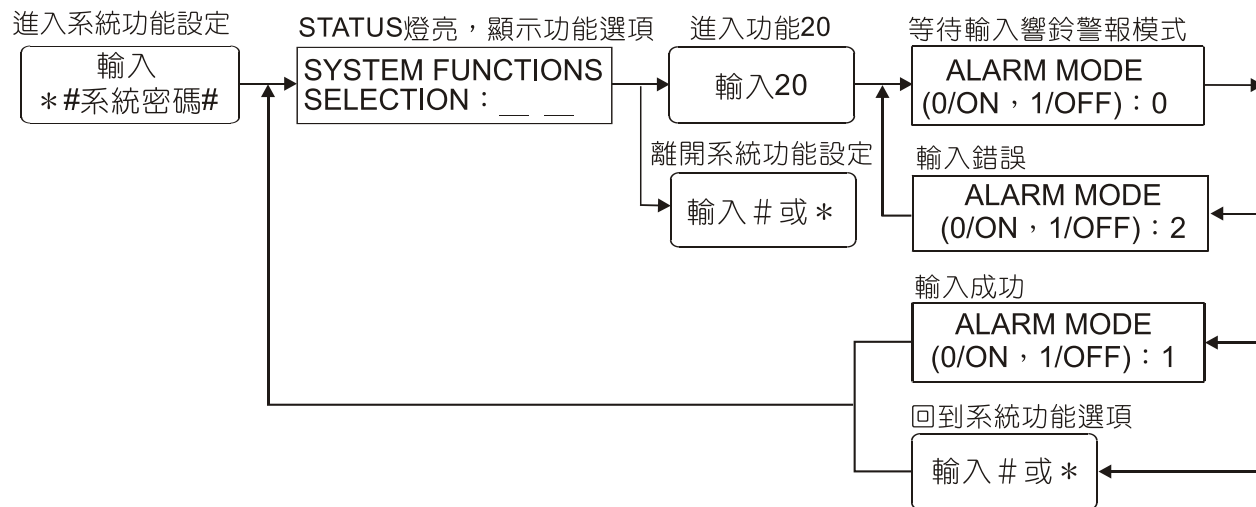 進入系統功能設定
輸入
＊#系統密碼#
STATUS燈亮，顯示功能選項
SYSTEM FUNCTIONS
SELECTION：__ __
進入功能20
輸入20
離開系統功能設定
輸入＃或＊
等待輸入響鈴警報模式
ALARM MODE
(0/ON，1/OFF)：0
輸入錯誤
ALARM MODE
(0/ON，1/OFF)：2
輸入成功
ALARM MODE
(0/ON，1/OFF)：1
回到系統功能選項
輸入＃或＊